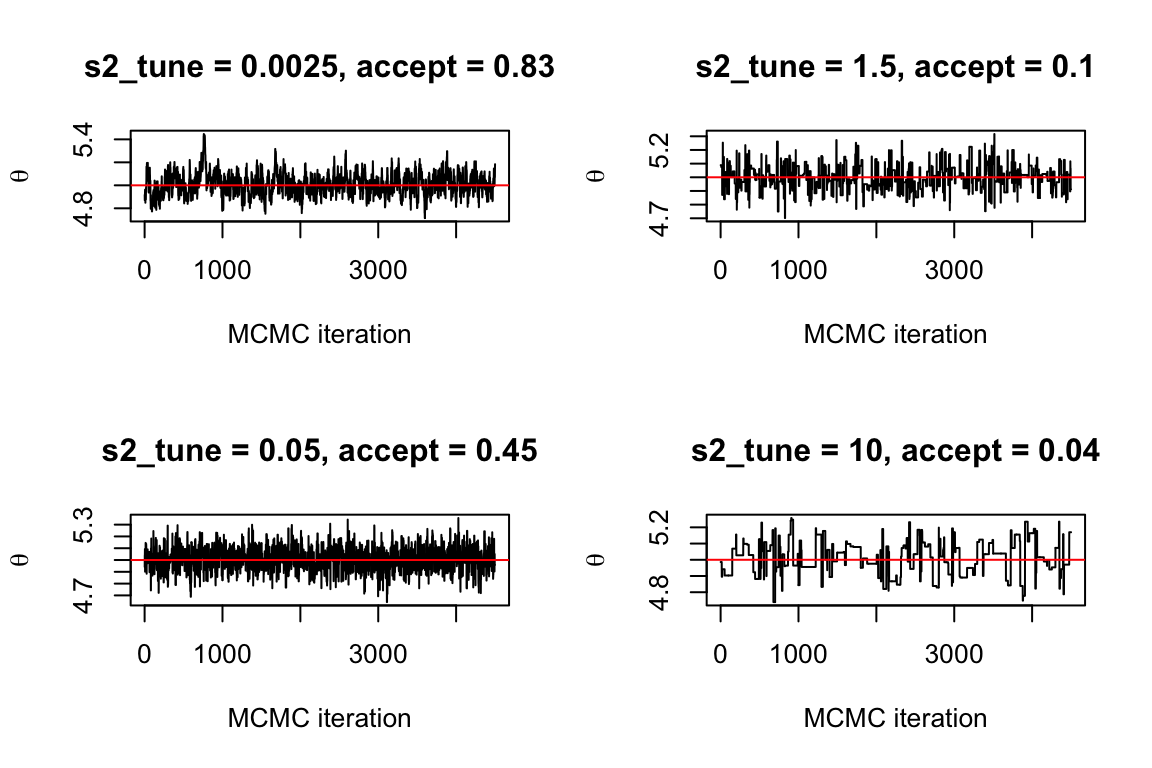 s2_tune = 0.0025, accept = 0.83
θ
5.4
4.8
0 1000 3000
MCMC iteration
s2_tune = 1.5, accept = 0.1
θ
5.2
4.7
0 1000 3000
MCMC iteration
s2_tune = 0.05, accept = 0.45
θ
5.3
4.7
0 1000 3000
MCMC iteration
s2_tune = 10, accept = 0.04
θ
5.2
4.8
0 1000 3000
MCMC iteration